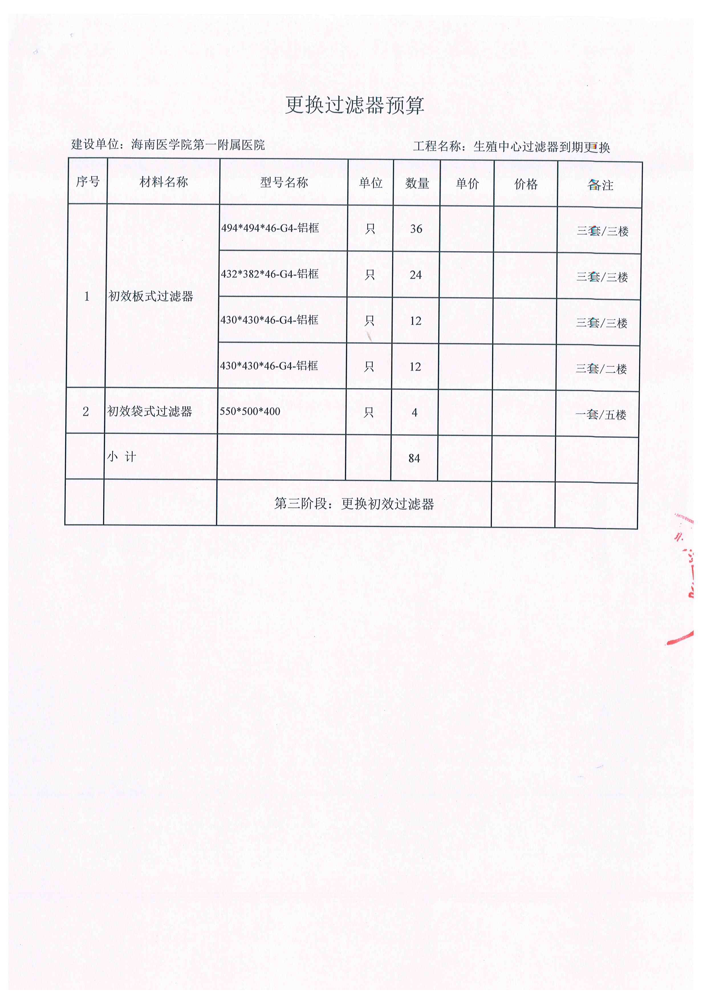 更换过滤器预算
建设单位：海南医学院第一附属医院 工程名称：生殖中心过滤器到期更换
序号 材料名称 型号名称 单位 数量 单价 价格 备注
1 初效板式过滤器 494*494*46-G4-铝框 只 36 三套/三楼
432*382*46-G4-铝框 只 24 三套/三楼
430*430*46-G4-铝框 只 12 三套/三楼
430*430*46-G4-铝框 只 12 三套/二楼
2 初效袋式过滤器 550*500*400 只 4 一套/五楼
小 计 84
第三阶段：更换初效过滤器